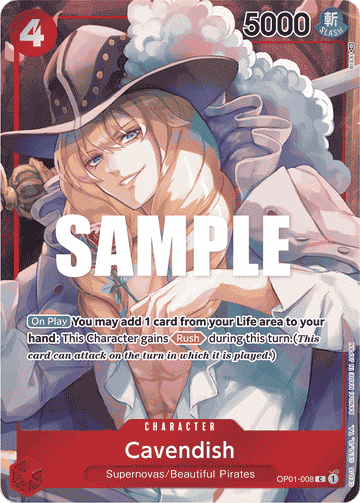 4
5000 斬
SLASH
SAMPLE
On Play You may add 1 card from your Life area to your
hand: This Character gains Rush during this turn.(This
card can attack on the turn in which it is played.)
CHARACTER
Cavendish
Supernovas/Beautiful Pirates
OP01-008 C 1